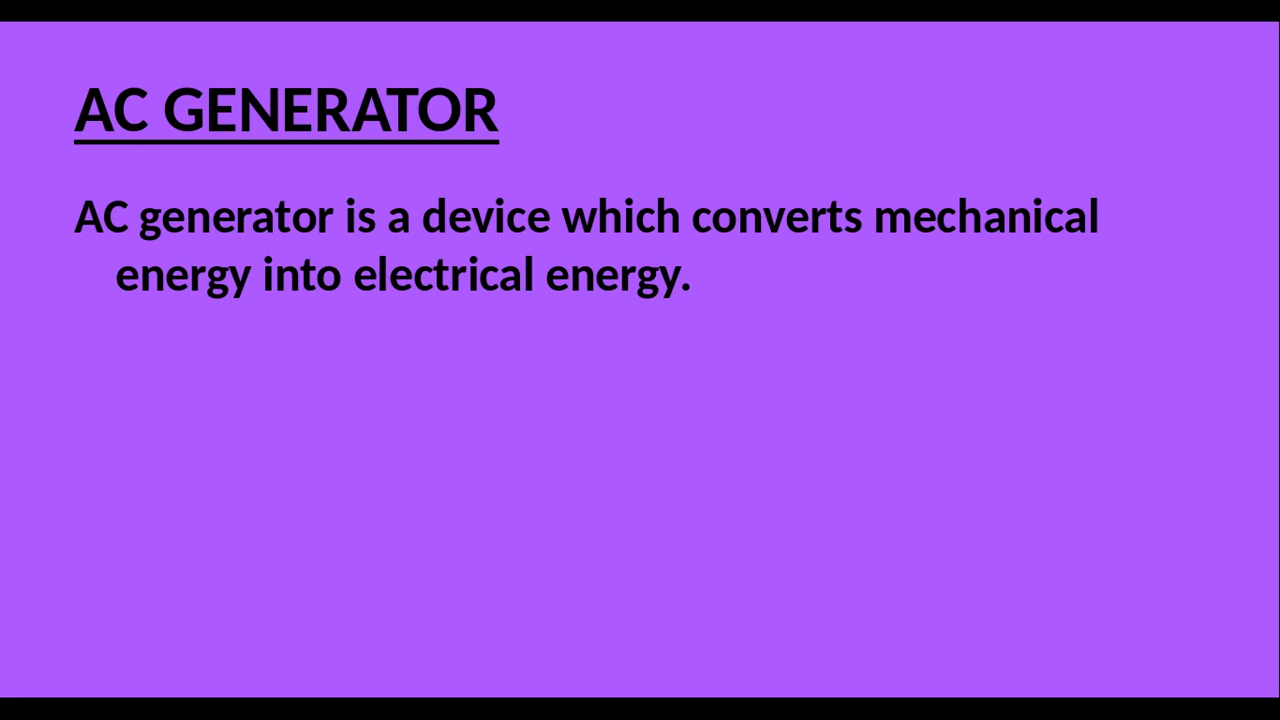 AC GENERATOR
AC generator is a device which converts mechanical
energy into electrical energy.